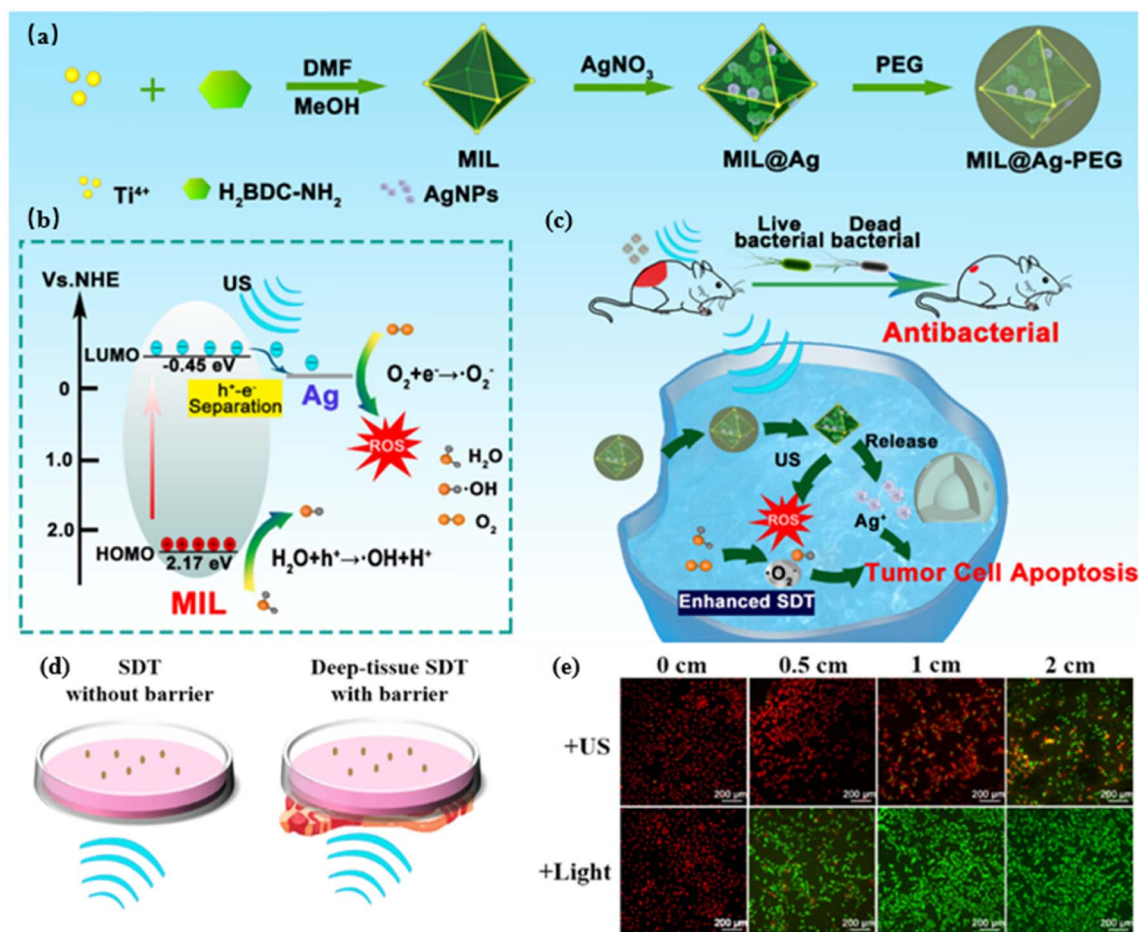 (a)
DMF
MeOH
AgNO₃
PEG
MIL
MIL@Ag
MIL@Ag-PEG
Ti⁴⁺
H₂BDC-NH₂
AgNPs
(b)
Vs.NHE
US
LUMO
-0.45 eV
0
h⁺-e⁻
Separation
Ag
O₂+e⁻→·O₂⁻
ROS
1.0
H₂O
·OH
O₂
2.0
HOMO
2.17 eV
H₂O+h⁺→·OH+H⁺
MIL
(c)
Live
bacterial
Dead
bacterial
Antibacterial
US
Release
ROS
Ag⁺
·O₂⁻
Tumor Cell Apoptosis
Enhanced SDT
(d)
SDT
without barrier
Deep-tissue SDT
with barrier
(e)
0 cm
0.5 cm
1 cm
2 cm
+US
200 μm
200 μm
200 μm
200 μm
+Light
200 μm
200 μm
200 μm
200 μm